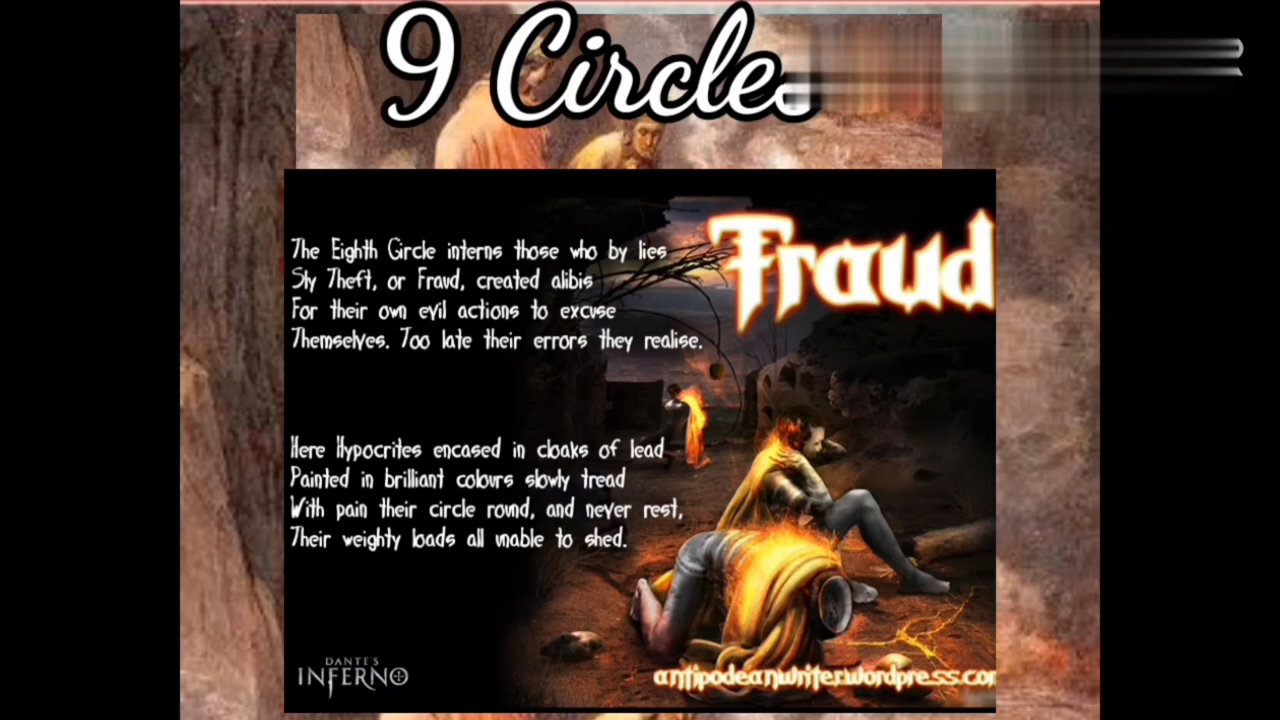 9 Circle
Fraud
The Eighth Circle interns those who by lies
Sly Theft, or Fraud, created alibis
For their own evil actions to excuse
Themselves. Too late their errors they realise.
Here Hypocrites encased in cloaks of lead
Painted in brilliant colours slowly tread
With pain their circle round, and never rest,
Their weighty loads all unable to shed.
DANTE'S
INFERNO
antipodeanwriter.wordpress.com